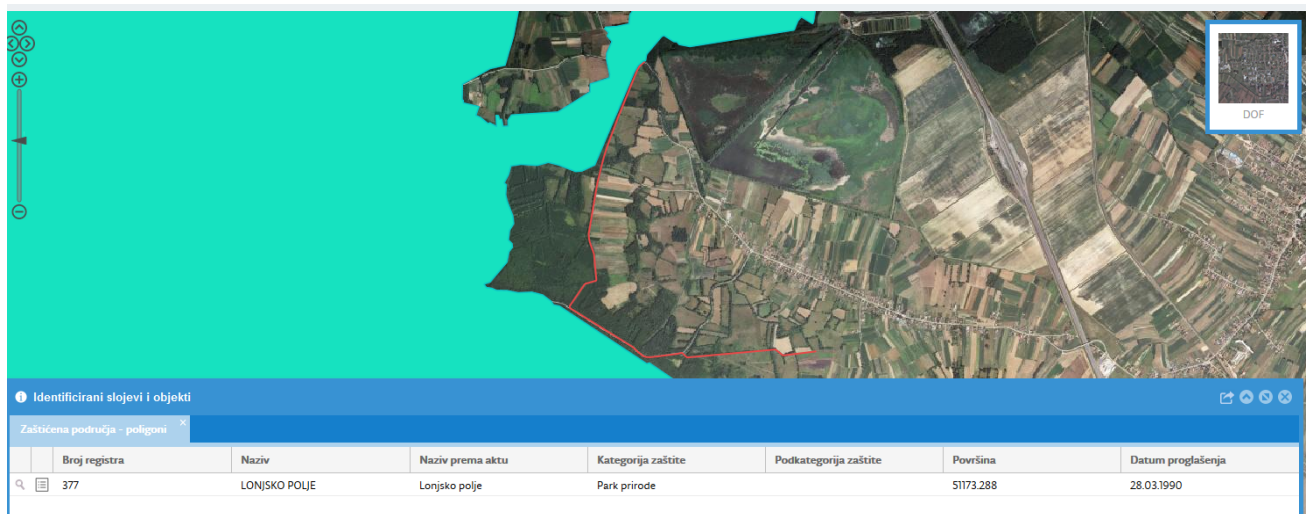 DOF
Identificirani slojevi i objekti
Zaštićena područja - poligoni
Broj registra Naziv Naziv prema aktu Kategorija zaštite Podkategorija zaštite Površina Datum proglašenja
377 LONJSKO POLJE Lonjsko polje Park prirode 51173.288 28.03.1990